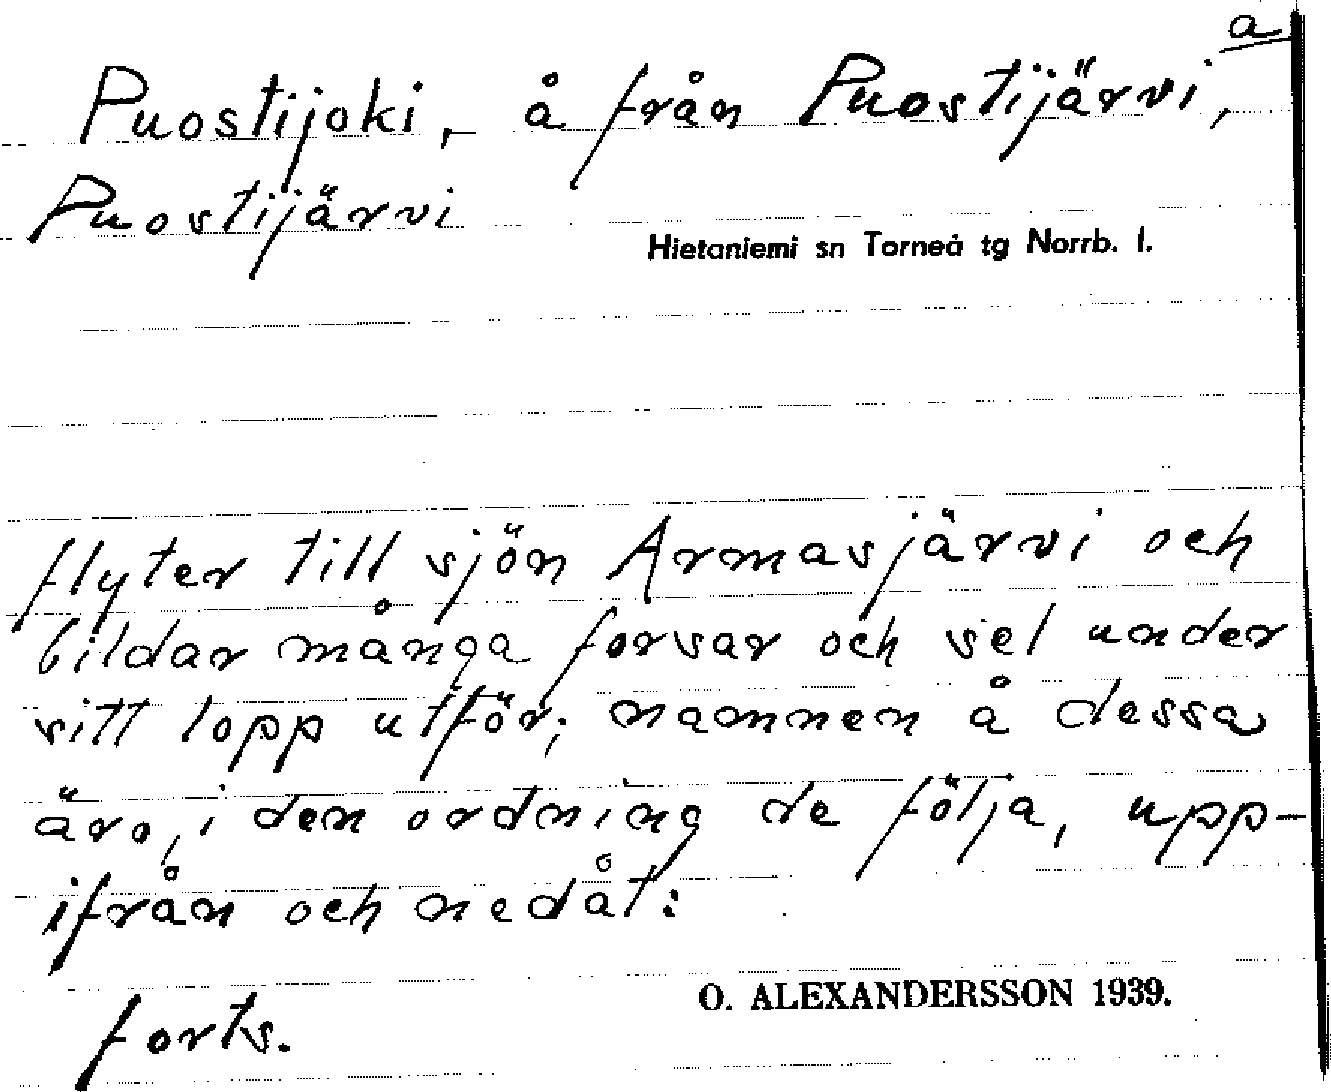 a
Puostijoki, å från Puostijärvi,
Puostijärvi
Hietaniemi sn Torneå tg Norrb. l.
flyter till sjön Armasjärvi och
bildar många forsar och sel under
sitt lopp utför; namnen å dessa
äro, i den ordning de följa, upp-
ifrån och nedåt:
O. ALEXANDERSSON 1939.
forts.